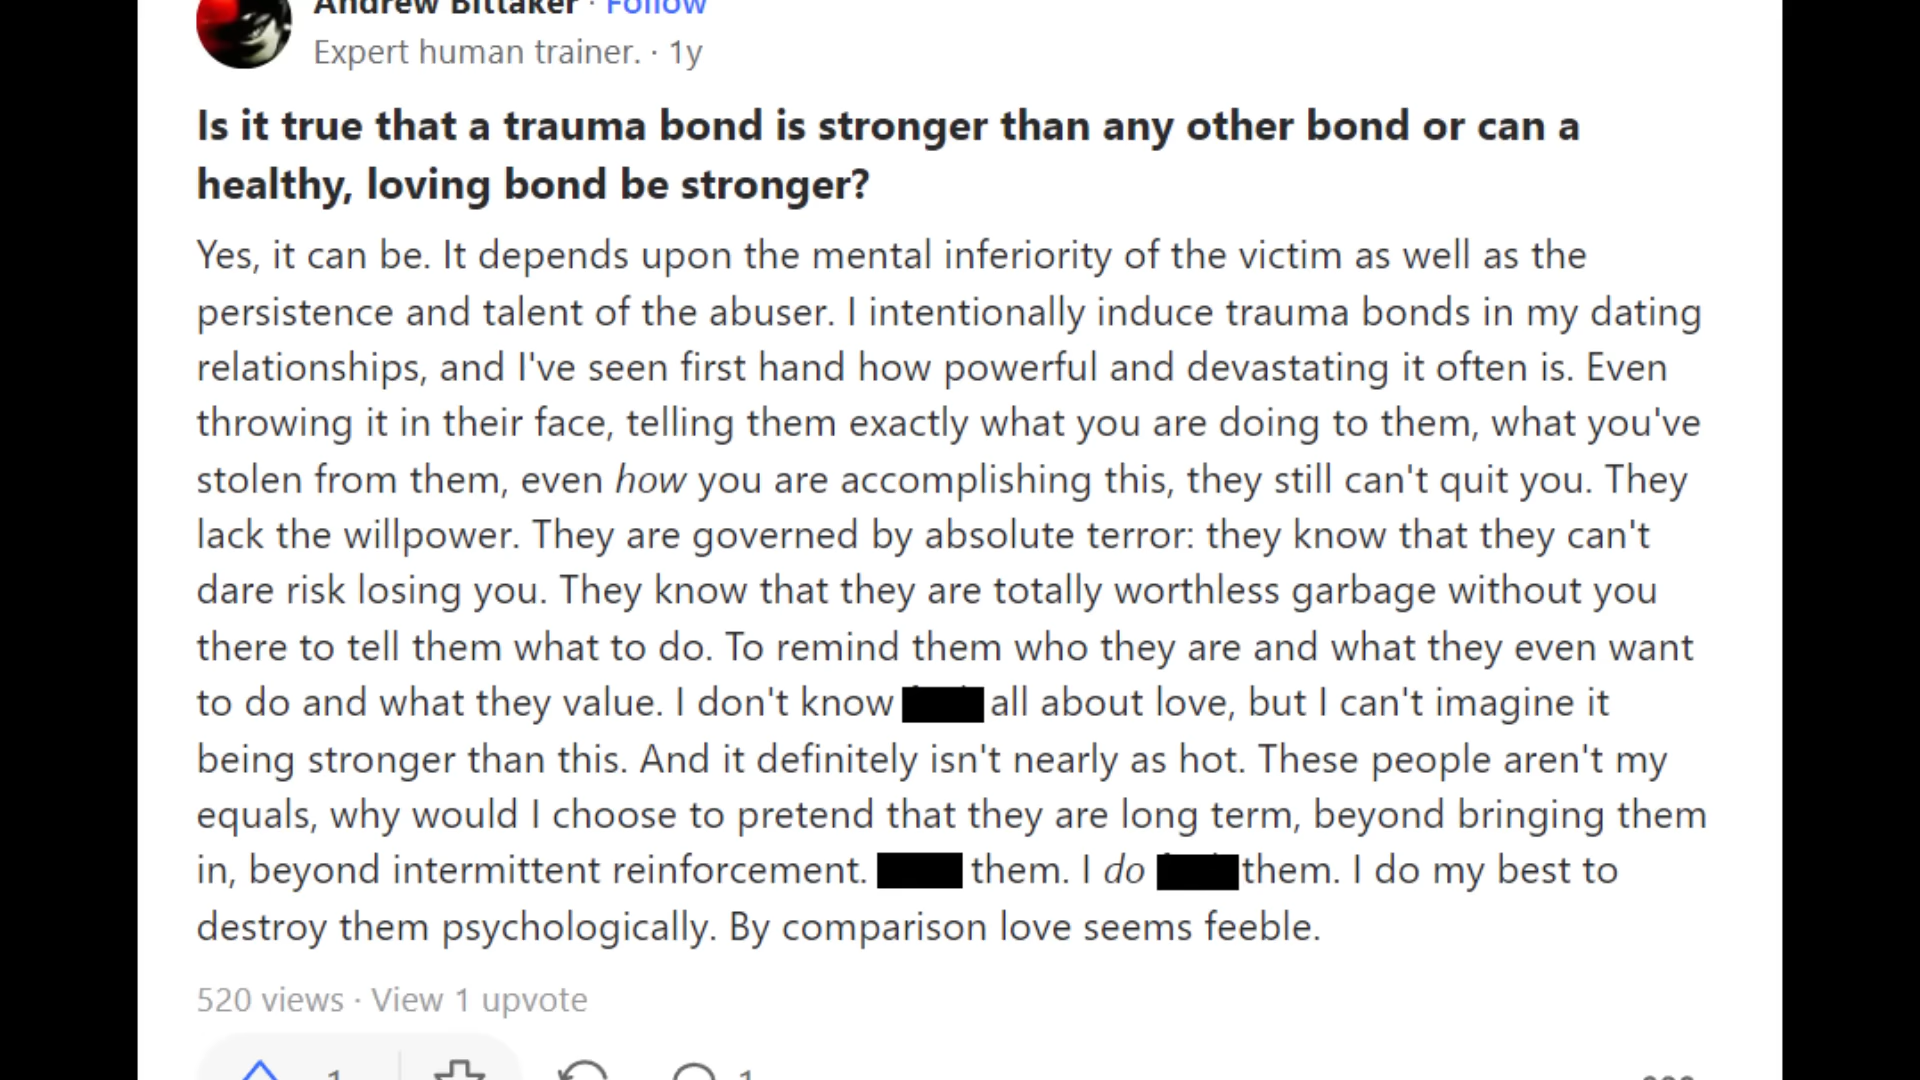 Andrew Bittaker · Follow
Expert human trainer. · 1y
Is it true that a trauma bond is stronger than any other bond or can a
healthy, loving bond be stronger?
Yes, it can be. It depends upon the mental inferiority of the victim as well as the
persistence and talent of the abuser. I intentionally induce trauma bonds in my dating
relationships, and I've seen first hand how powerful and devastating it often is. Even
throwing it in their face, telling them exactly what you are doing to them, what you've
stolen from them, even how you are accomplishing this, they still can't quit you. They
lack the willpower. They are governed by absolute terror: they know that they can't
dare risk losing you. They know that they are totally worthless garbage without you
there to tell them what to do. To remind them who they are and what they even want
to do and what they value. I don't know all about love, but I can't imagine it
being stronger than this. And it definitely isn't nearly as hot. These people aren't my
equals, why would I choose to pretend that they are long term, beyond bringing them
in, beyond intermittent reinforcement. them. I do them. I do my best to
destroy them psychologically. By comparison love seems feeble.
520 views · View 1 upvote
1 1